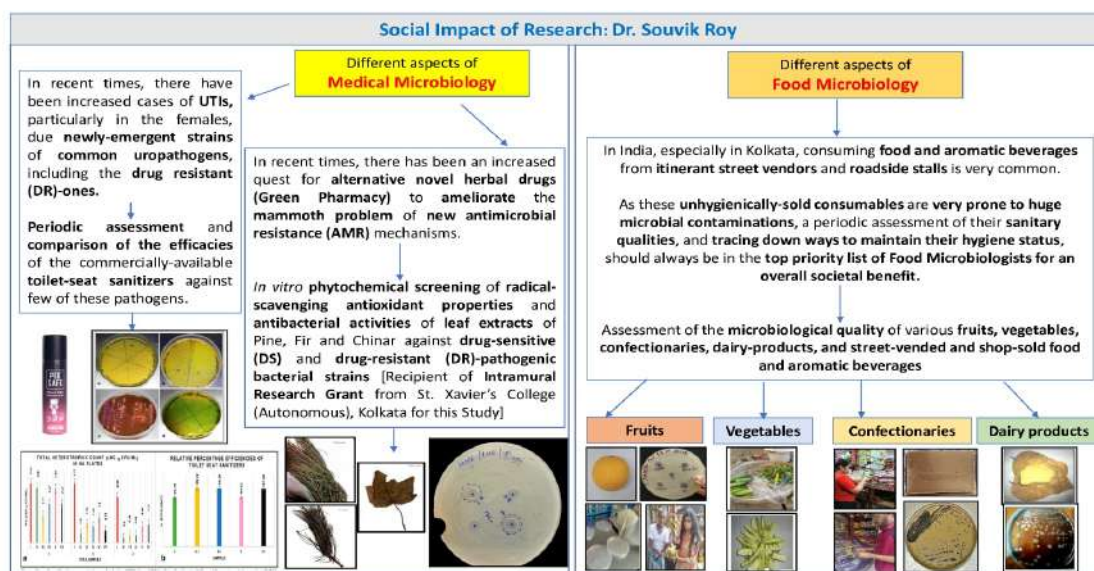 Social Impact of Research: Dr. Souvik Roy
Different aspects of
Medical Microbiology
In recent times, there have
been increased cases of UTIs,
particularly in the females,
due newly-emergent strains
of common uropathogens,
including the drug resistant
(DR)-ones.
Periodic assessment and
comparison of the efficacies
of the commercially-available
toilet-seat sanitizers against
few of these pathogens.
In recent times, there has been an increased
quest for alternative novel herbal drugs
(Green Pharmacy) to ameliorate the
mammoth problem of new antimicrobial
resistance (AMR) mechanisms.
In vitro phytochemical screening of radical-
scavenging antioxidant properties and
antibacterial activities of leaf extracts of
Pine, Fir and Chinar against drug-sensitive
(DS) and drug-resistant (DR)-pathogenic
bacterial strains [Recipient of Intramural
Research Grant from St. Xavier's College
(Autonomous), Kolkata for this Study]
PEE
SAFE
TOTAL HETEROTROPHIC COUNT
IN NA PLATES
a
RELATIVE PERCENTAGE EFFICIENCIES OF
TOILET SEAT SANITIZERS
b
Different aspects of
Food Microbiology
In India, especially in Kolkata, consuming food and aromatic beverages
from itinerant street vendors and roadside stalls is very common.
As these unhygienically-sold consumables are very prone to huge
microbial contaminations, a periodic assessment of their sanitary
qualities, and tracing down ways to maintain their hygiene status,
should always be in the top priority list of Food Microbiologists for an
overall societal benefit.
Assessment of the microbiological quality of various fruits, vegetables,
confectionaries, dairy-products, and street-vended and shop-sold food
and aromatic beverages
Fruits
Vegetables
Confectionaries
Dairy products